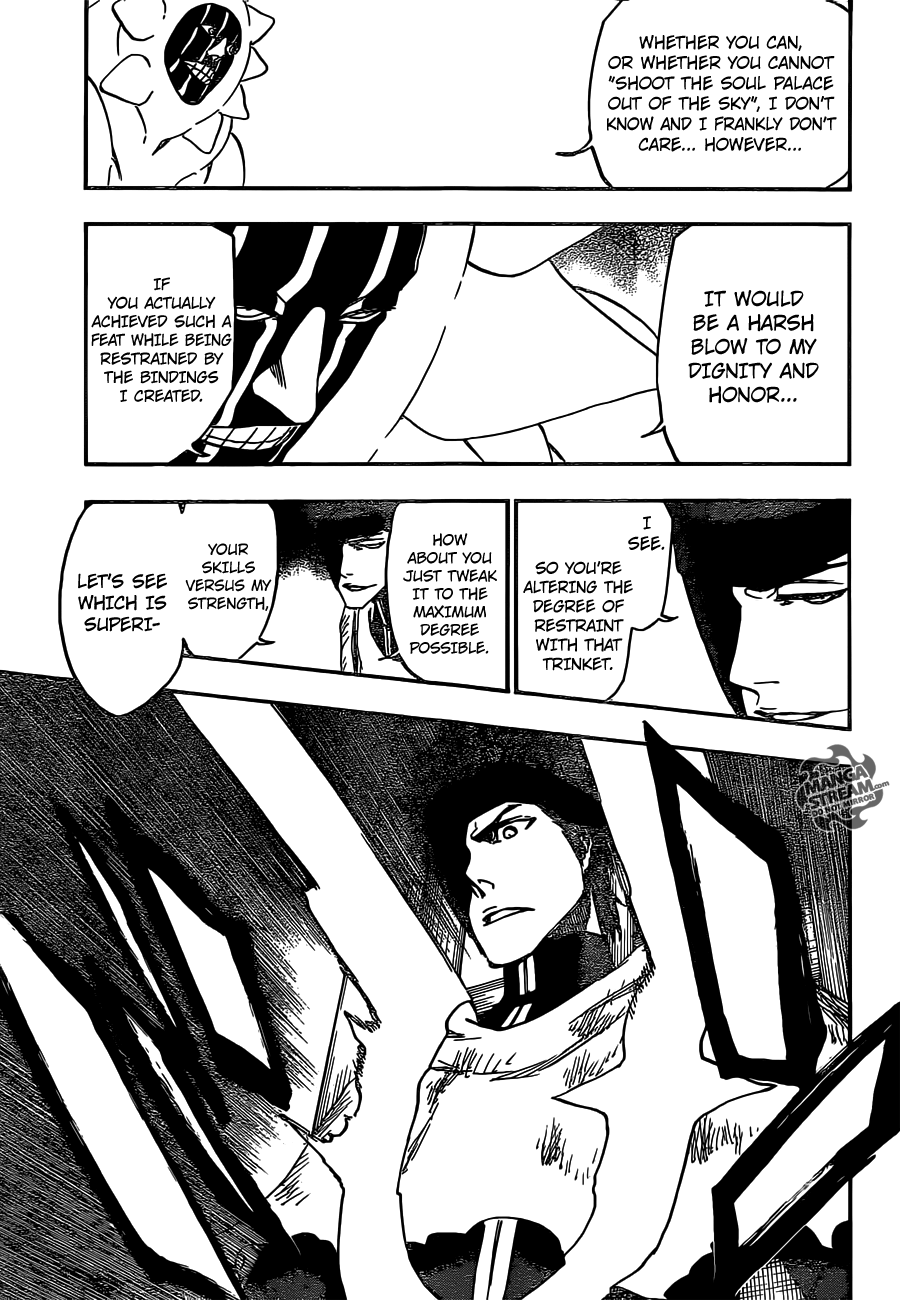 WHETHER YOU CAN,
OR WHETHER YOU CANNOT
"SHOOT THE SOUL PALACE
OUT OF THE SKY", I DON'T
KNOW AND I FRANKLY DON'T
CARE... HOWEVER...
IT WOULD
BE A HARSH
BLOW TO MY
DIGNITY AND
HONOR...
IF
YOU ACTUALLY
ACHIEVED SUCH A
FEAT WHILE BEING
RESTRAINED BY
THE BINDINGS
I CREATED.
I
SEE.
SO YOU'RE
ALTERING THE
DEGREE OF
RESTRAINT
WITH THAT
TRINKET.
HOW
ABOUT YOU
JUST TWEAK
IT TO THE
MAXIMUM
DEGREE
POSSIBLE.
YOUR
SKILLS
VERSUS MY
STRENGTH,
LET'S SEE
WHICH IS
SUPERI-
MANGA
STREAM.com